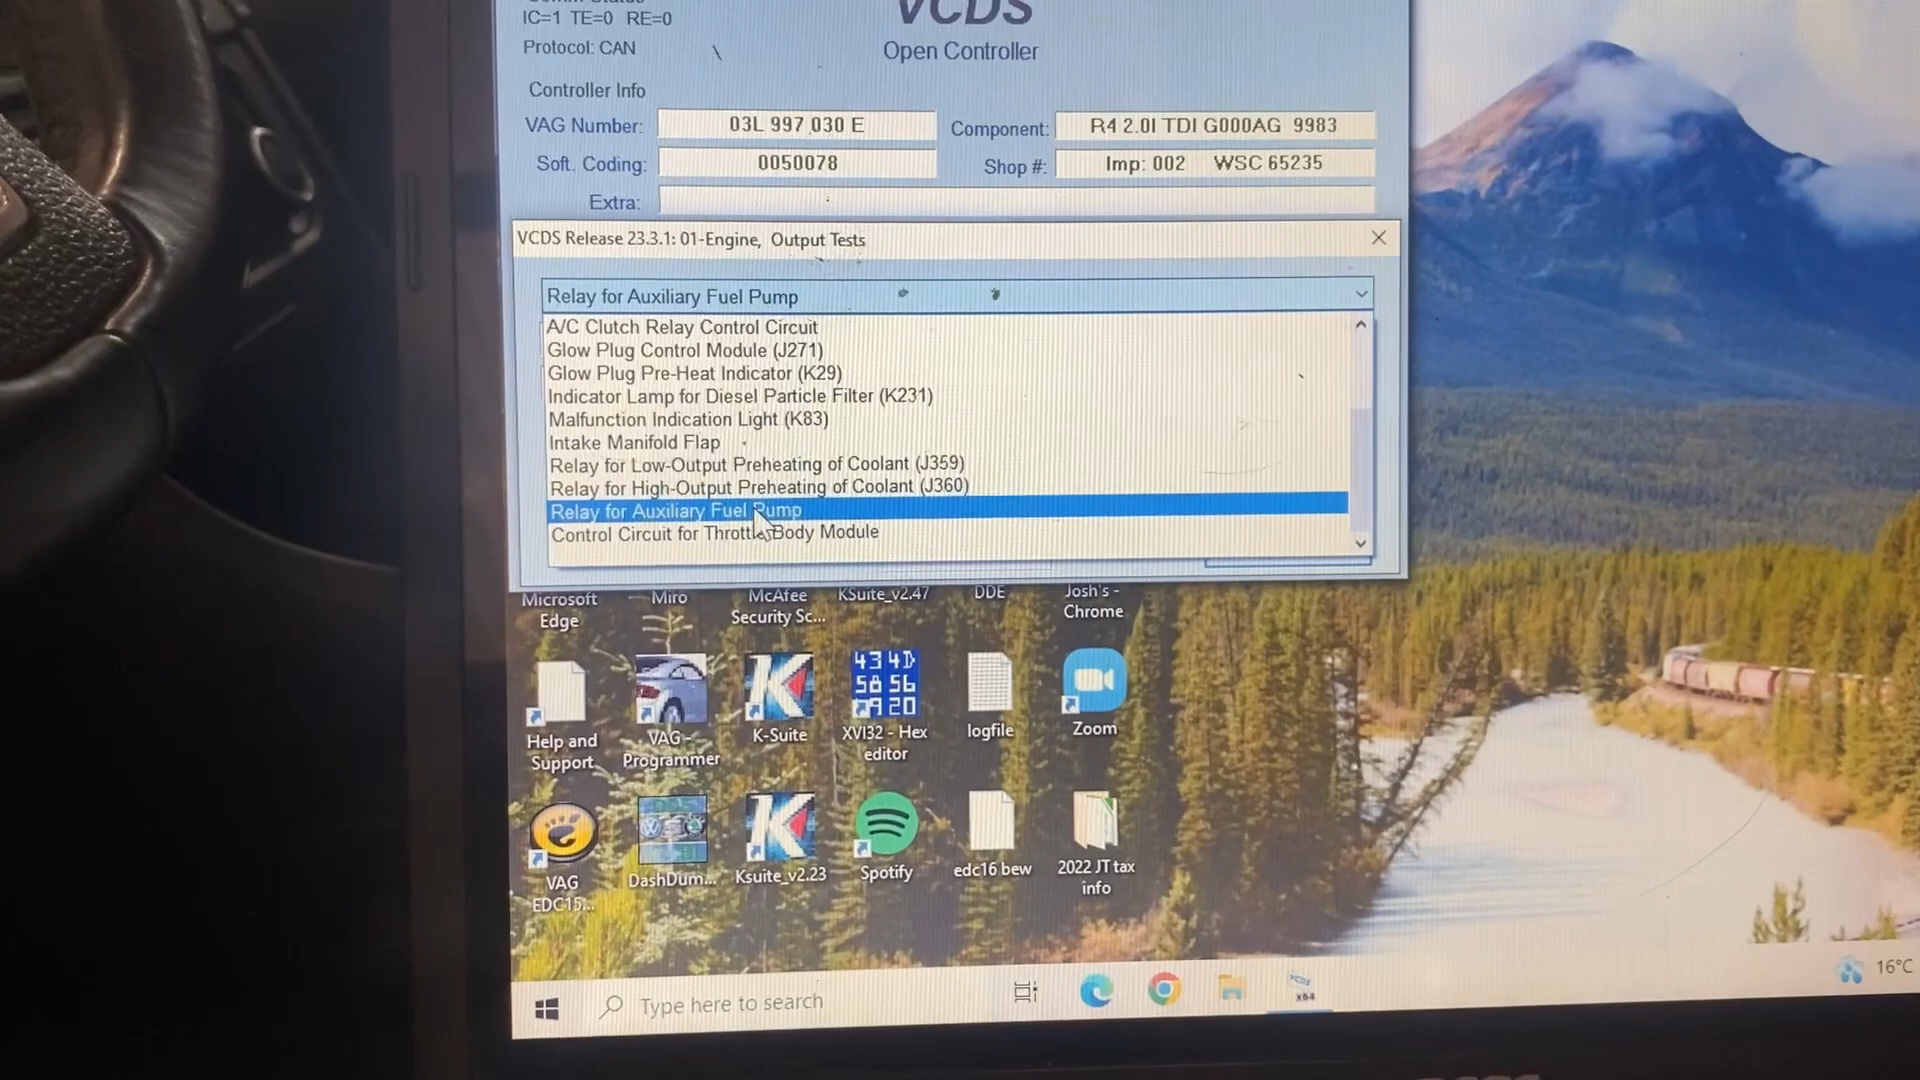 IC=1 TE=0 RE=0
Protocol: CAN
VCDS
Open Controller
Controller Info
VAG Number:
03L 997 030 E
Component:
R4 2.0l TDI G000AG 9983
Soft. Coding:
0050078
Shop #:
Imp: 002 WSC 65235
Extra:
VCDS Release 23.3.1: 01-Engine, Output Tests
Relay for Auxiliary Fuel Pump
A/C Clutch Relay Control Circuit
Glow Plug Control Module (J271)
Glow Plug Pre-Heat Indicator (K29)
Indicator Lamp for Diesel Particle Filter (K231)
Malfunction Indication Light (K83)
Intake Manifold Flap
Relay for Low-Output Preheating of Coolant (J359)
Relay for High-Output Preheating of Coolant (J360)
Relay for Auxiliary Fuel Pump
Control Circuit for Throttle Body Module
Microsoft
Edge
Miro
McAfee
Security Sc...
KSuite_v2.47
DDE
Josh's -
Chrome
434D
58 56
7920
Help and
Support
VAG -
Programmer
K-Suite
XVI32 - Hex
editor
logfile
Zoom
VAG
EDC15...
DashDum...
Ksuite_v2.23
Spotify
edc16 bew
2022 JT tax
info
Type here to search
VCDS
x64
16°C